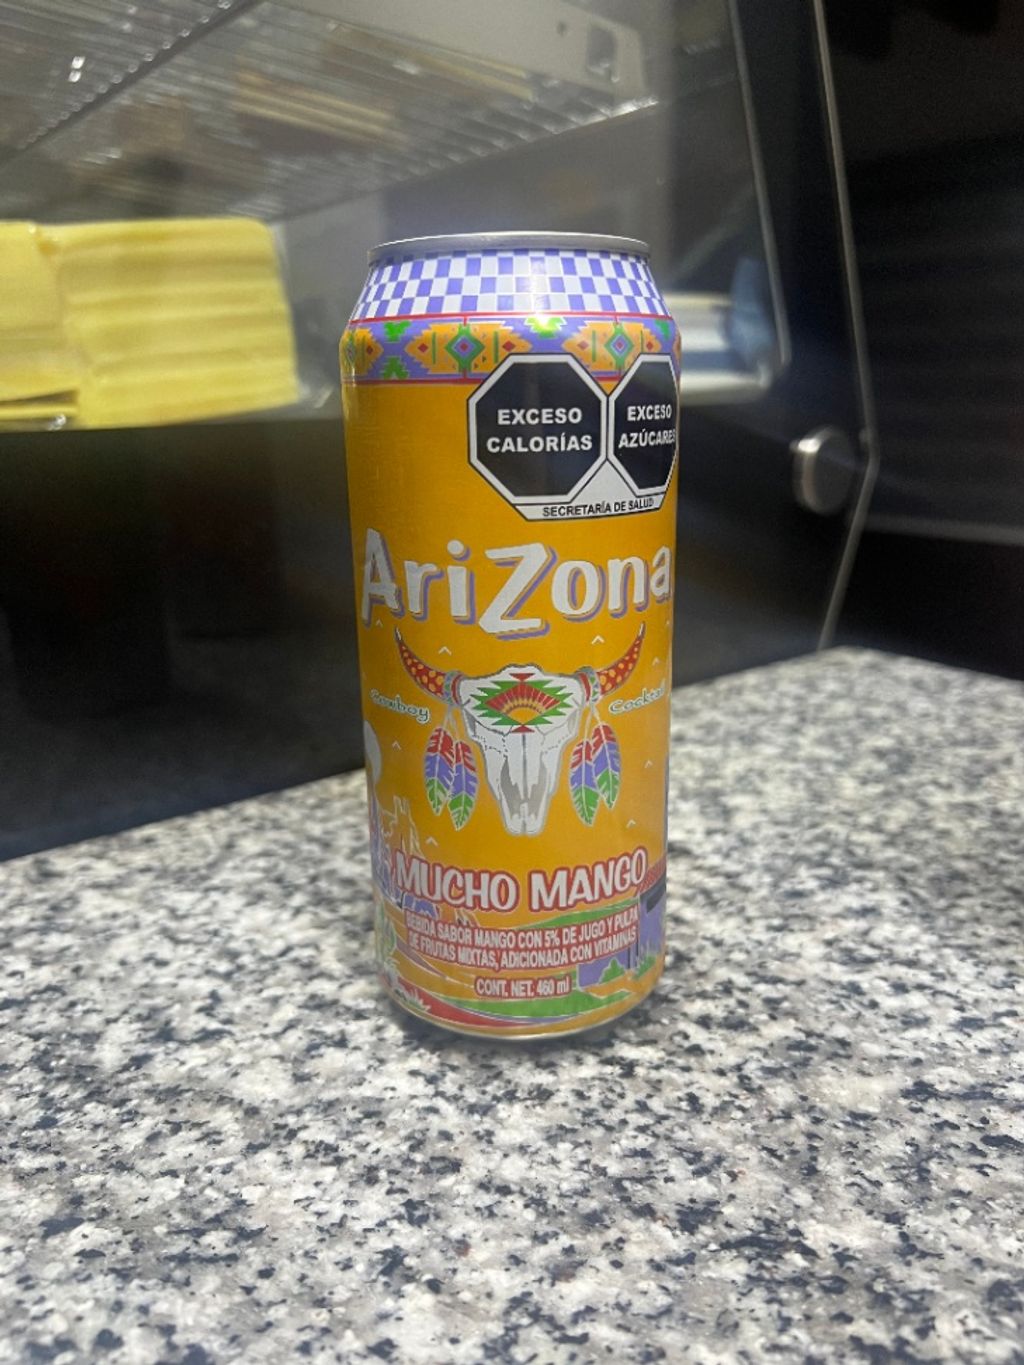 EXCESO
CALORÍAS
EXCESO
AZÚCARES
SECRETARÍA DE SALUD
AriZona
Cowboy Cocktail
MUCHO MANGO
BEBIDA SABOR MANGO CON 5% DE JUGO Y PULPA
DE FRUTAS MIXTAS, ADICIONADA CON VITAMINAS
CONT. NET. 460 ml